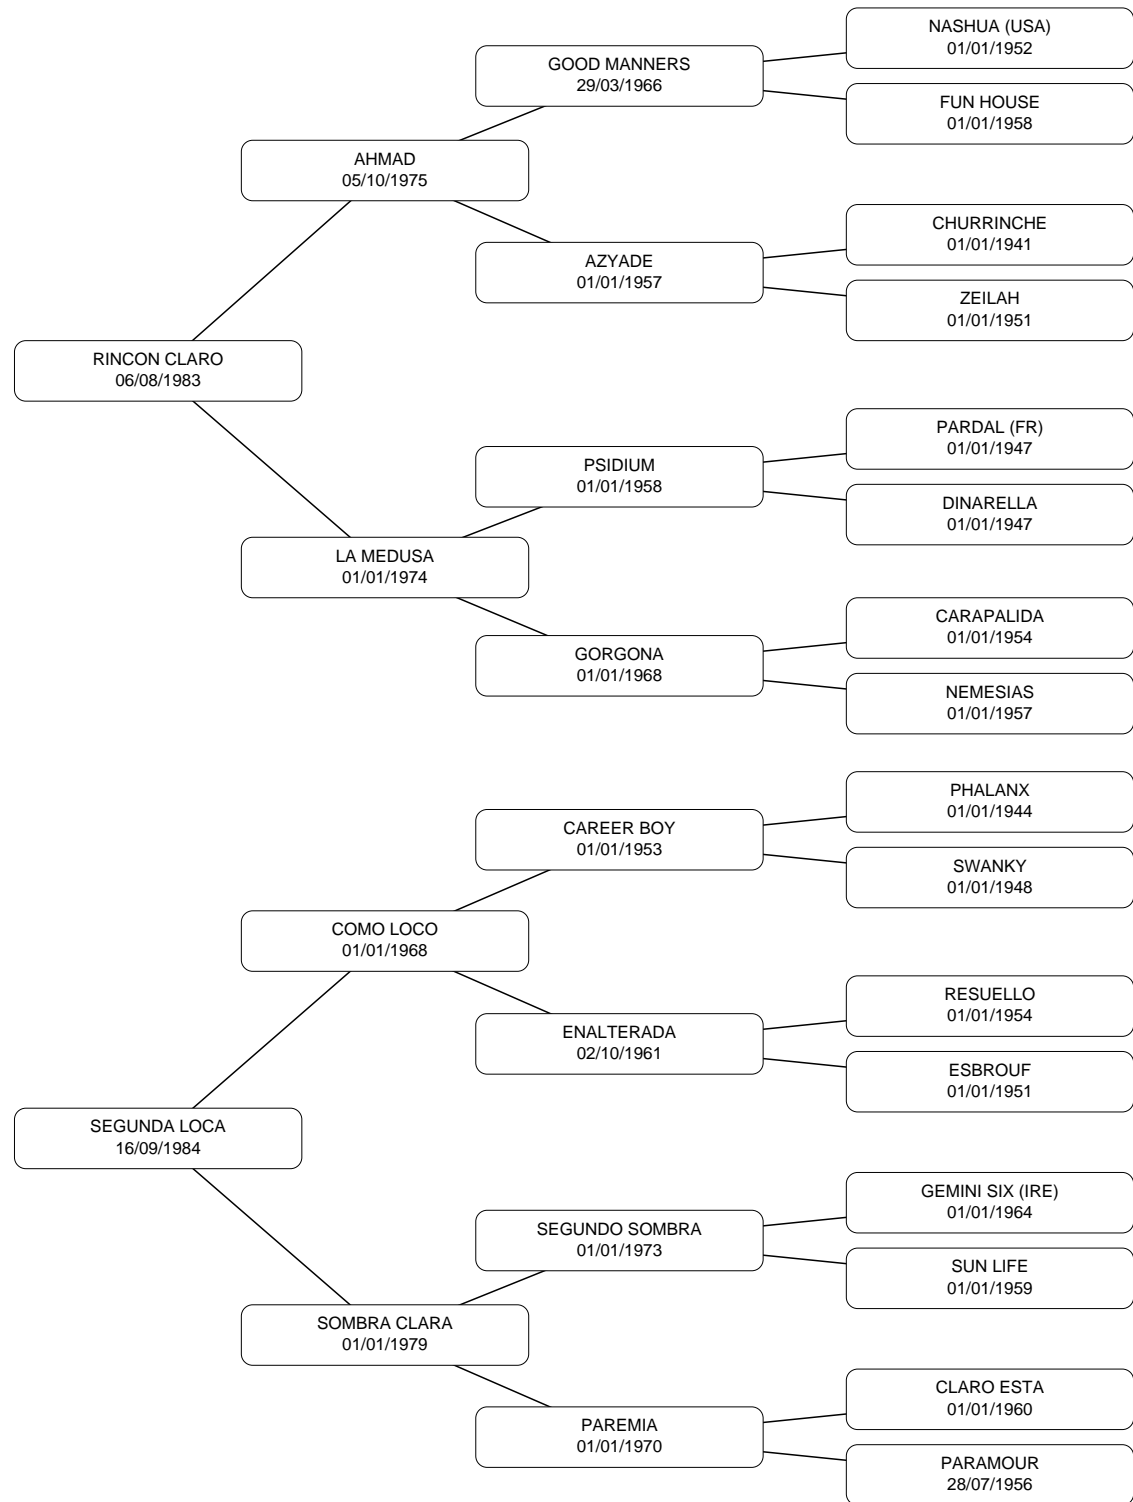 NASHUA (USA)
01/01/1952
GOOD MANNERS
29/03/1966
FUN HOUSE
01/01/1958
AHMAD
05/10/1975
CHURRINCHE
01/01/1941
AZYADE
01/01/1957
ZEILAH
01/01/1951
RINCON CLARO
06/08/1983
PARDAL (FR)
01/01/1947
PSIDIUM
01/01/1958
DINARELLA
01/01/1947
LA MEDUSA
01/01/1974
CARAPALIDA
01/01/1954
GORGONA
01/01/1968
NEMESIAS
01/01/1957
PHALANX
01/01/1944
CAREER BOY
01/01/1953
SWANKY
01/01/1948
COMO LOCO
01/01/1968
RESUELLO
01/01/1954
ENALTERADA
02/10/1961
ESBROUF
01/01/1951
SEGUNDA LOCA
16/09/1984
GEMINI SIX (IRE)
01/01/1964
SEGUNDO SOMBRA
01/01/1973
SUN LIFE
01/01/1959
SOMBRA CLARA
01/01/1979
CLARO ESTA
01/01/1960
PAREMIA
01/01/1970
PARAMOUR
28/07/1956